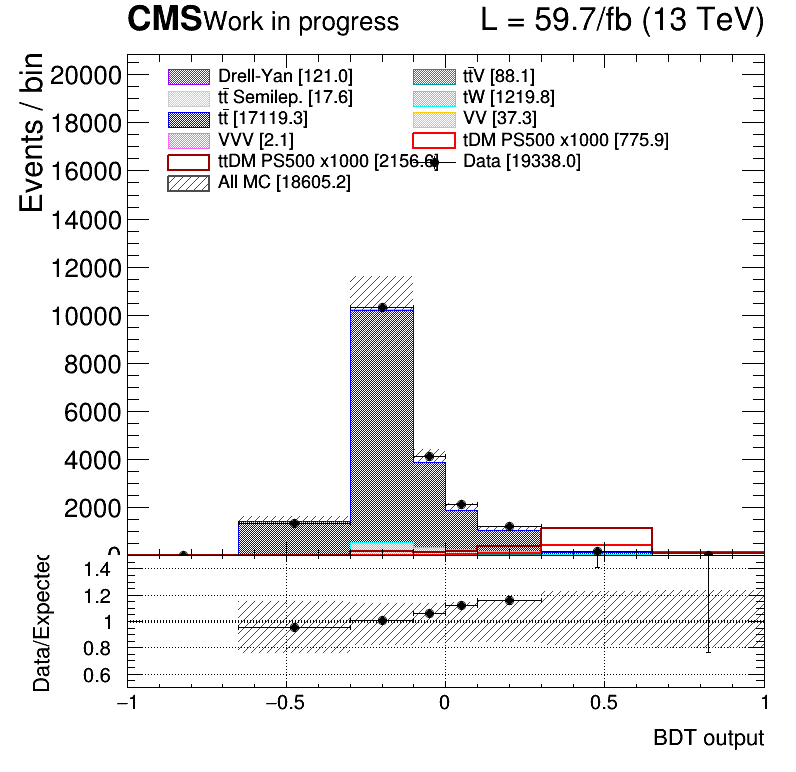 CMS Work in progress L = 59.7/fb (13 TeV)
Events / bin
20000
18000
16000
14000
12000
10000
8000
6000
4000
2000
0
Drell-Yan [121.0]
tt̄V [88.1]
tt̄ Semilep. [17.6]
tW [1219.8]
tt̄ [17119.3]
VV [37.3]
VVV [2.1]
tDM PS500 x1000 [775.9]
ttDM PS500 x1000 [2156.6]
Data [19338.0]
All MC [18605.2]
Data/Expected
1.4
1.2
1
0.8
0.6
−1 −0.5 0 0.5 1
BDT output